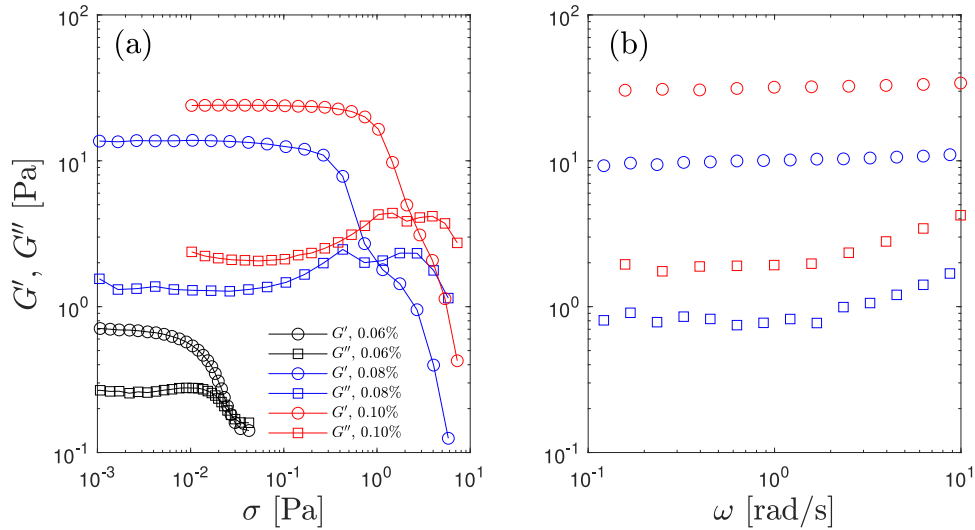 (a)
(b)
G′, G″ [Pa]
10^2
10^1
10^0
10^-1
G′, 0.06%
G″, 0.06%
G′, 0.08%
G″, 0.08%
G′, 0.10%
G″, 0.10%
10^-3 10^-2 10^-1 10^0 10^1
σ [Pa]
10^2
10^1
10^0
10^-1
10^-1 10^0 10^1
ω [rad/s]